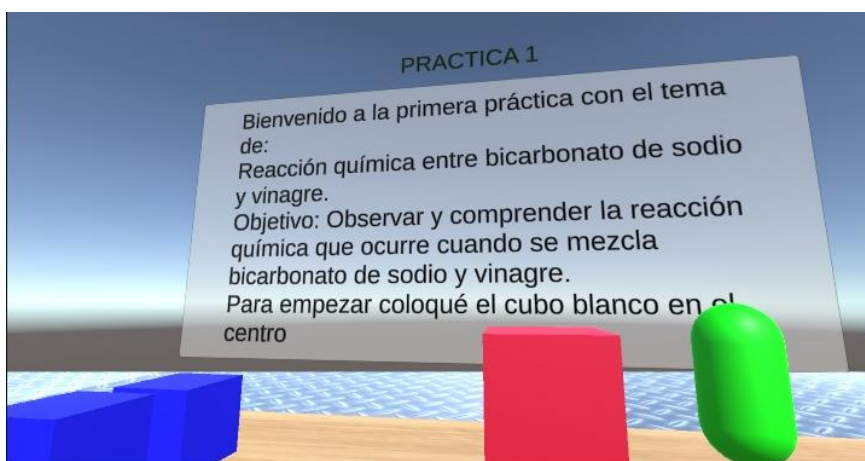 PRACTICA 1
Bienvenido a la primera práctica con el tema
de:
Reacción química entre bicarbonato de sodio
y vinagre.
Objetivo: Observar y comprender la reacción
química que ocurre cuando se mezcla
bicarbonato de sodio y vinagre.
Para empezar coloqué el cubo blanco en el
centro